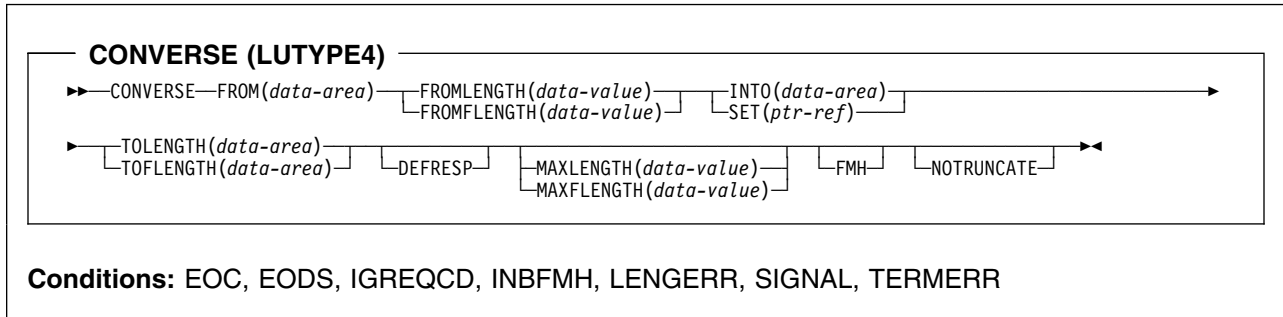 CONVERSE (LUTYPE4)
CONVERSE FROM(data-area) FROMLENGTH(data-value) INTO(data-area)
FROMFLENGTH(data-value) SET(ptr-ref)
TOLENGTH(data-area)
TOFLENGTH(data-area) DEFRESP MAXLENGTH(data-value) FMH NOTRUNCATE
MAXFLENGTH(data-value)
Conditions: EOC, EODS, IGREQCD, INBFMH, LENGERR, SIGNAL, TERMERR